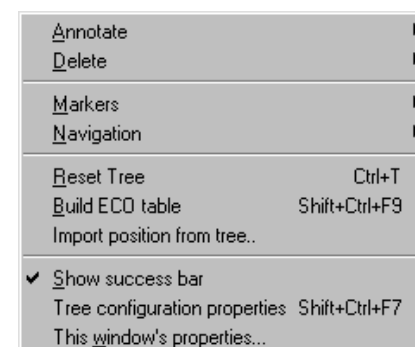 Annotate
Delete
Markers
Navigation
Reset Tree Ctrl+T
Build ECO table Shift+Ctrl+F9
Import position from tree..
Show success bar
Tree configuration properties Shift+Ctrl+F7
This window's properties...